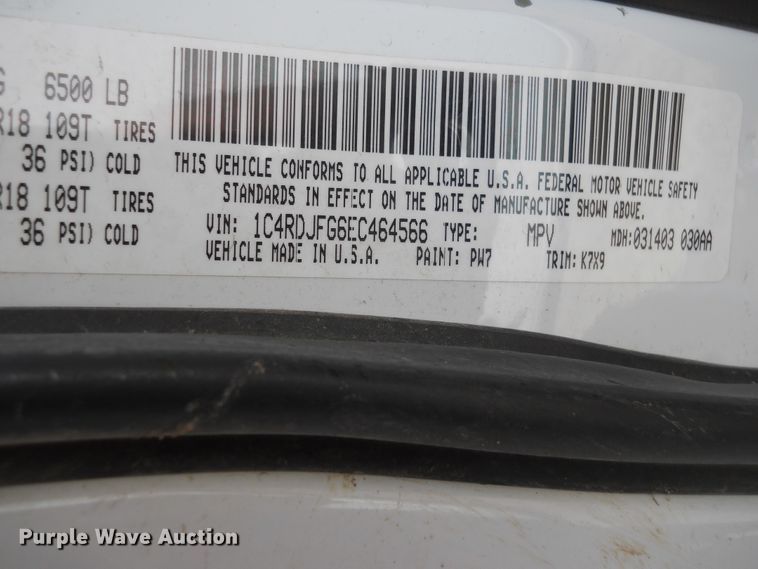 G 6500 LB
R18 109T TIRES
36 PSI) COLD
R18 109T TIRES
36 PSI) COLD
THIS VEHICLE CONFORMS TO ALL APPLICABLE U.S.A. FEDERAL MOTOR VEHICLE SAFETY
STANDARDS IN EFFECT ON THE DATE OF MANUFACTURE SHOWN ABOVE.
VIN: 1C4RDJFG6EC464566 TYPE: MPV MDH: 031403 030AA
VEHICLE MADE IN U.S.A. PAINT: PW7 TRIM: K7X9
Purple Wave Auction